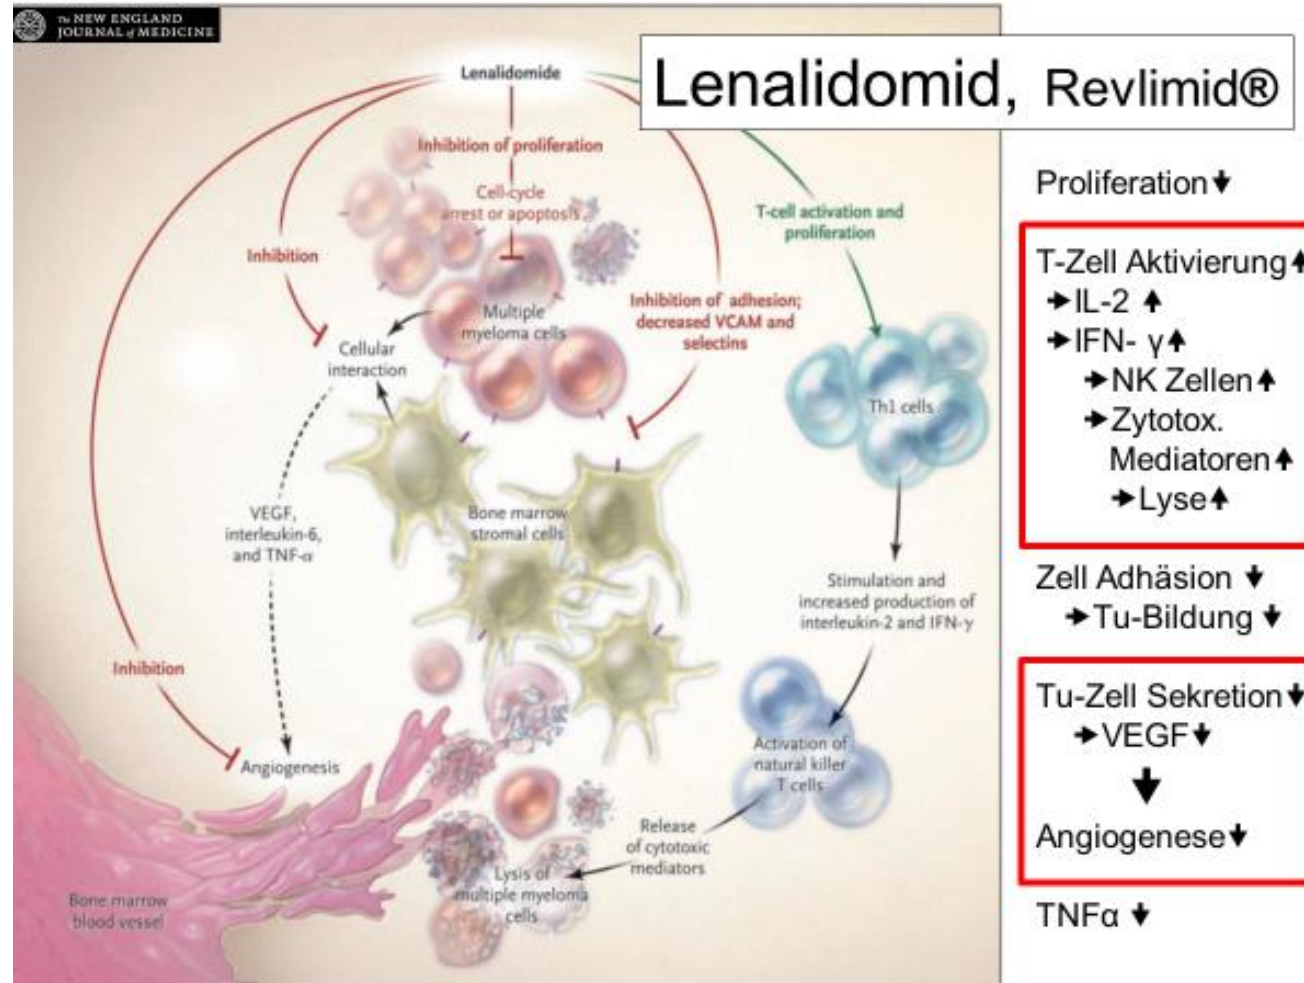 The NEW ENGLAND
JOURNAL of MEDICINE
Lenalidomide
Lenalidomid, Revlimid®
Inhibition of proliferation
Cell-cycle
arrest or apoptosis
Inhibition
T-cell activation and
proliferation
Multiple
myeloma cells
Inhibition of adhesion;
decreased VCAM and
selectins
Cellular
interaction
Th1 cells
VEGF,
interleukin-6,
and TNF-α
Bone marrow
stromal cells
Stimulation and
increased production of
interleukin-2 and IFN-γ
Inhibition
Angiogenesis
Activation of
natural killer
T cells
Release
of cytotoxic
mediators
Lysis of
multiple myeloma
cells
Bone marrow
blood vessel
Proliferation↓
T-Zell Aktivierung↑
→IL-2 ↑
→IFN- γ↑
→NK Zellen↑
→Zytotox.
Mediatoren↑
→Lyse↑
Zell Adhäsion ↓
→Tu-Bildung ↓
Tu-Zell Sekretion↓
→VEGF↓
↓
Angiogenese↓
TNFα ↓